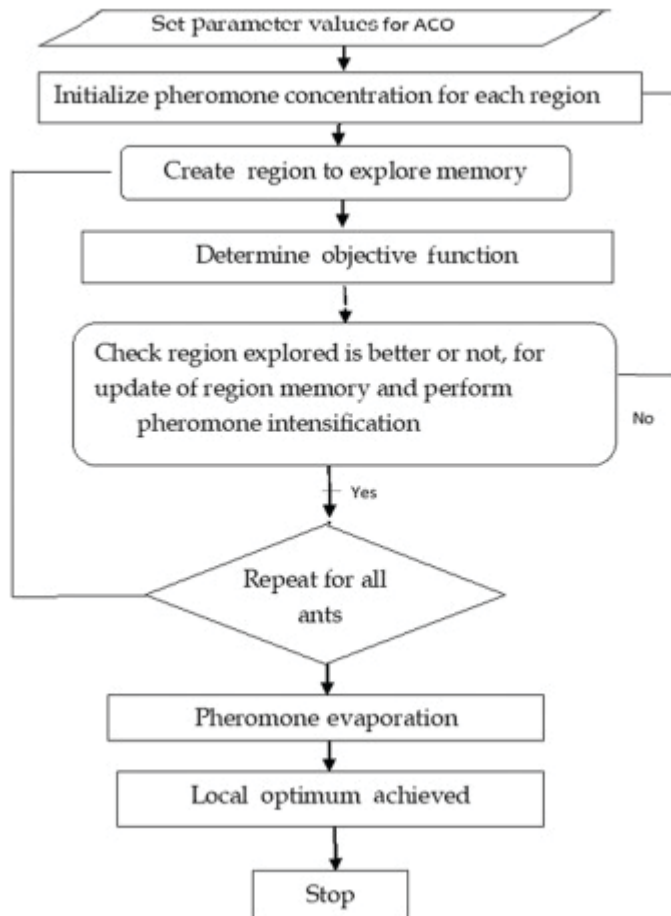 Set parameter values for ACO
Initialize pheromone concentration for each region
Create region to explore memory
Determine objective function
Check region explored is better or not, for
update of region memory and perform
pheromone intensification
No
Yes
Repeat for all
ants
Pheromone evaporation
Local optimum achieved
Stop